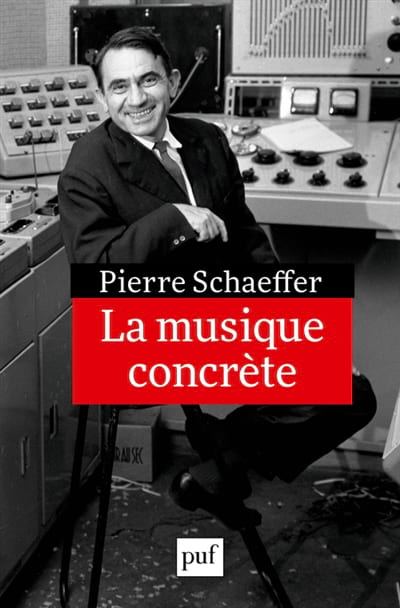 Pierre Schaeffer
La musique
concrète
puf